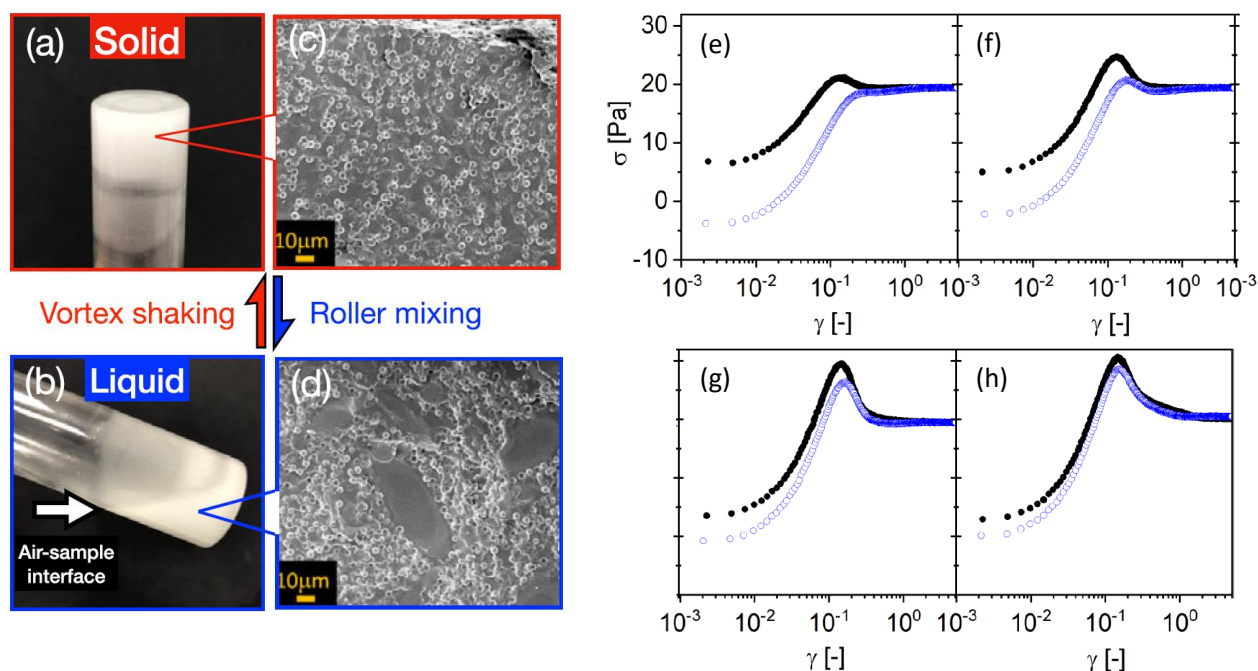 (a) Solid
(c)
10μm
Vortex shaking
Roller mixing
(b) Liquid
Air-sample
interface
(d)
10μm
(e)
(f)
σ [Pa]
30
20
10
0
-10
10⁻³ 10⁻² 10⁻¹ 10⁰ 10⁻³ 10⁻² 10⁻¹ 10⁰ 10⁻³
γ [-]
γ [-]
(g)
(h)
10⁻³ 10⁻² 10⁻¹ 10⁰ 10⁻³ 10⁻² 10⁻¹ 10⁰
γ [-]
γ [-]